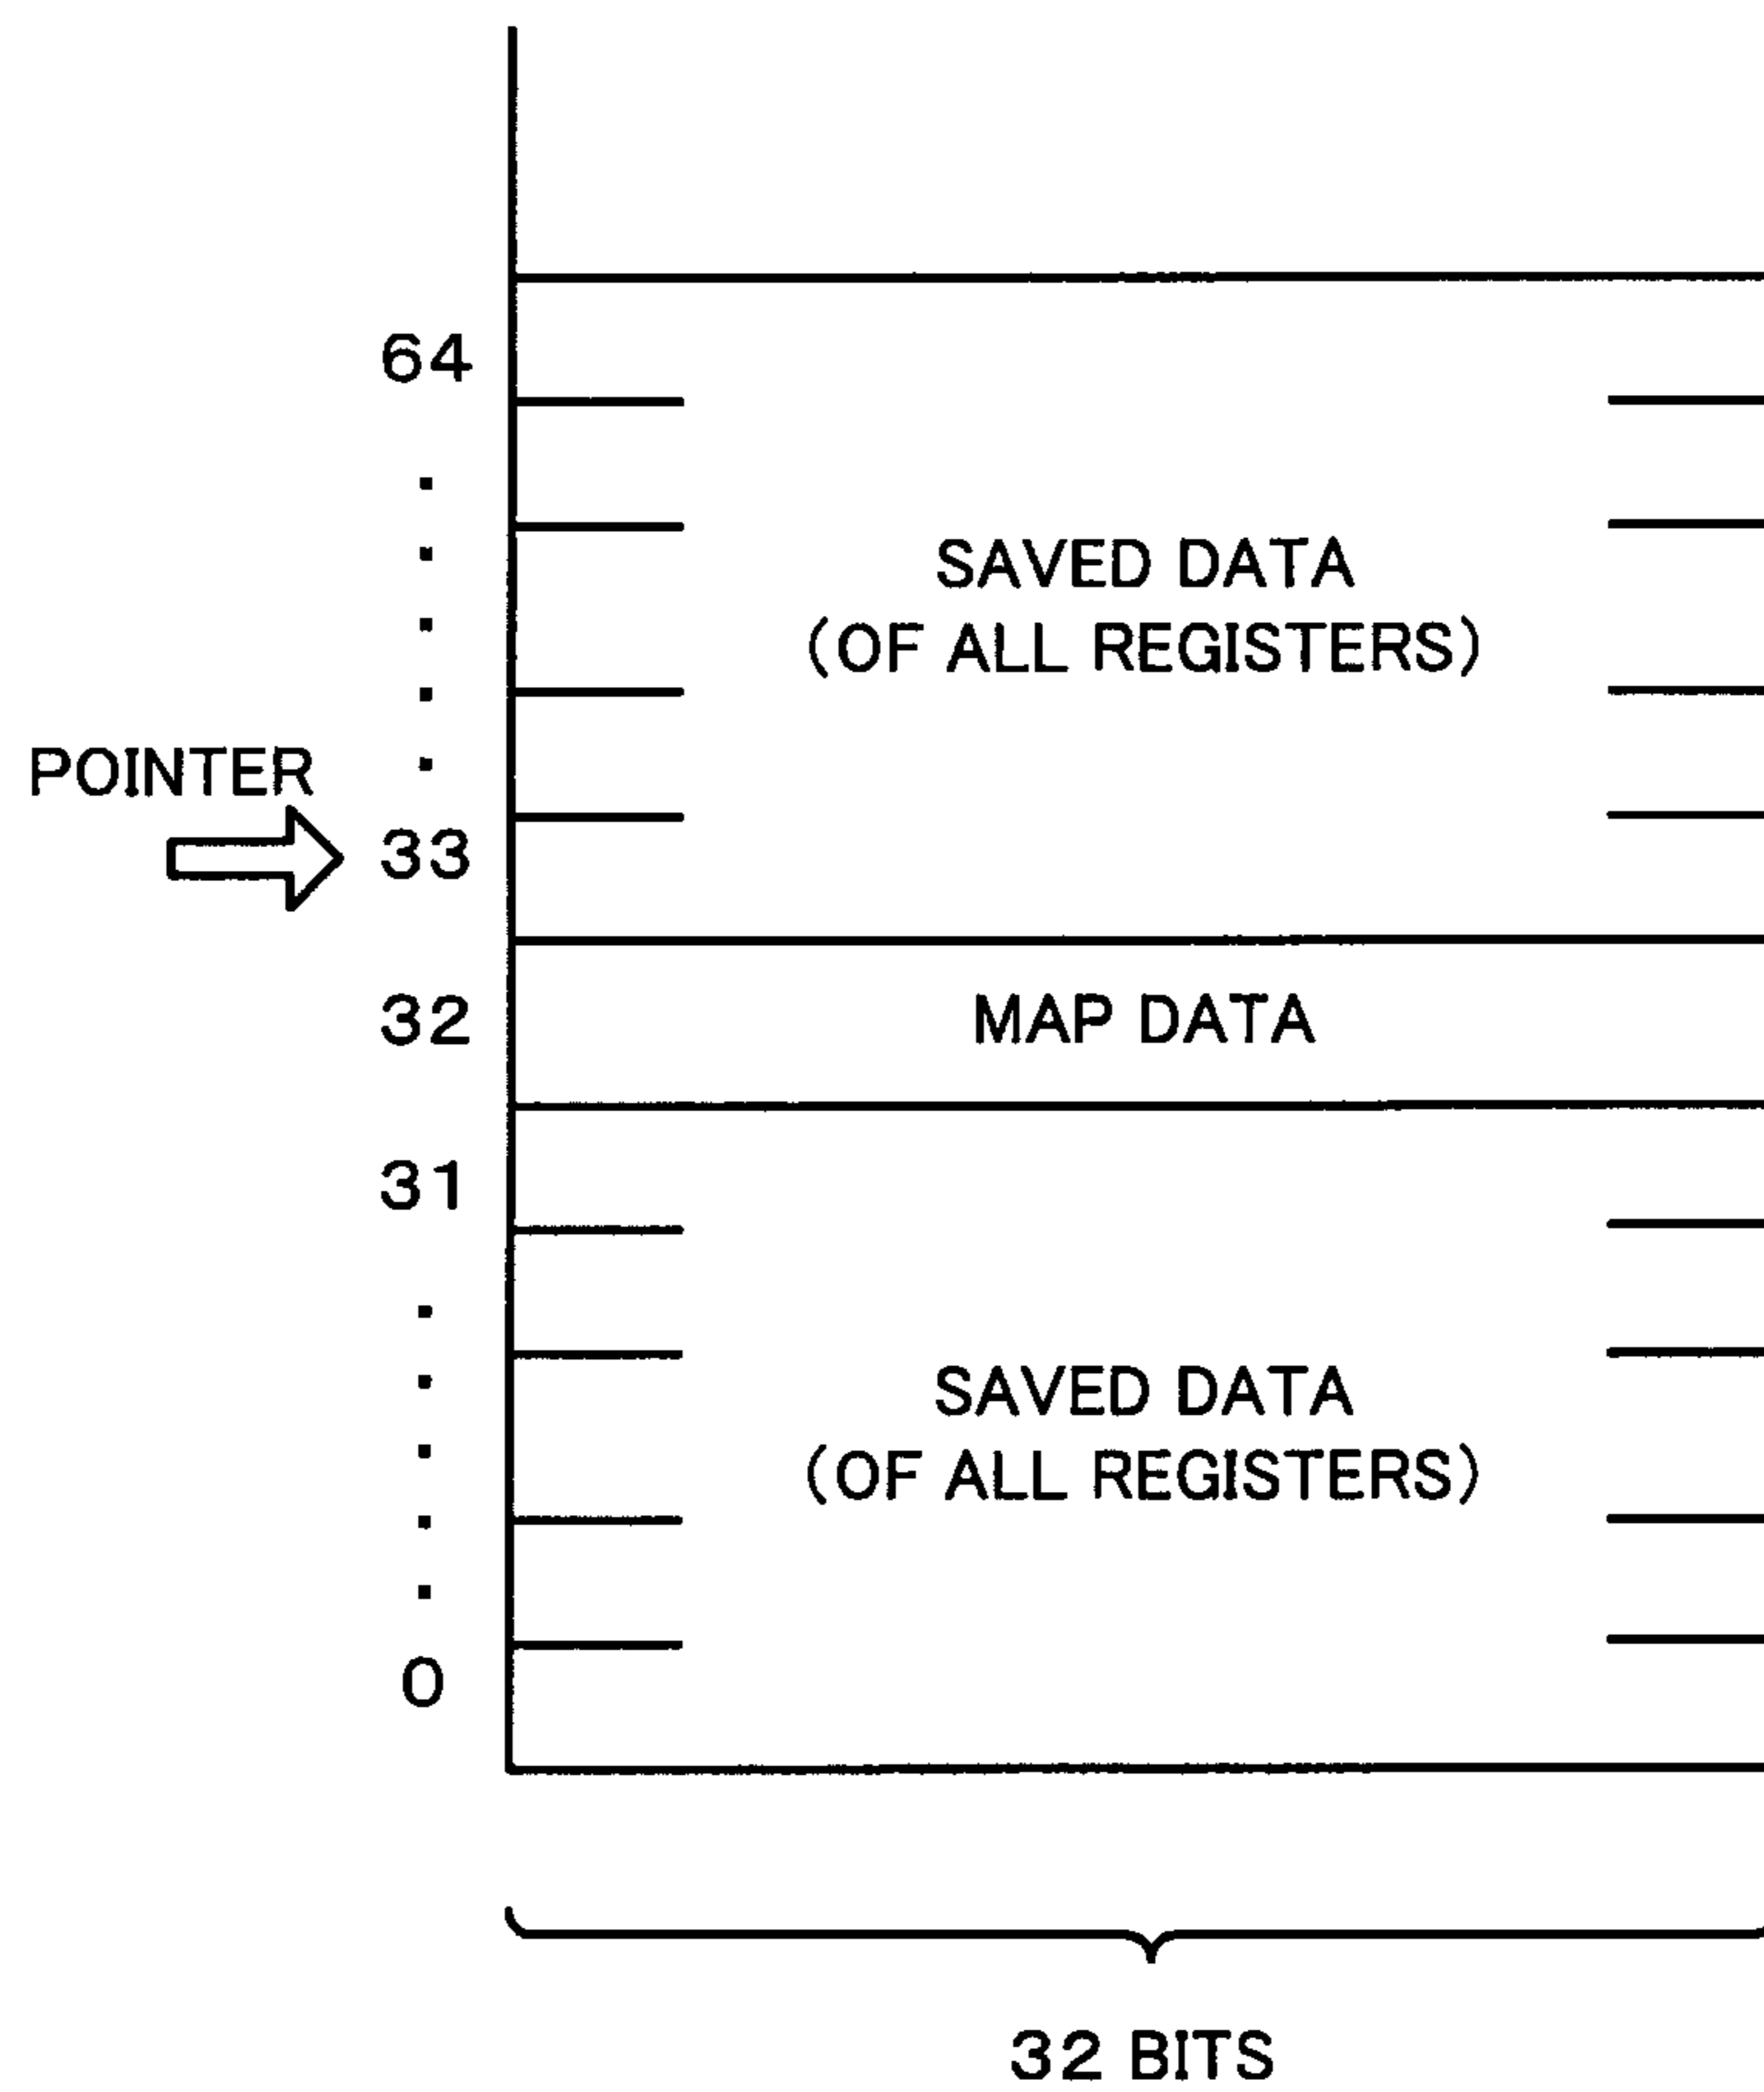 64
SAVED DATA
(OF ALL REGISTERS)
POINTER
33
32
MAP DATA
31
SAVED DATA
(OF ALL REGISTERS)
0
32 BITS